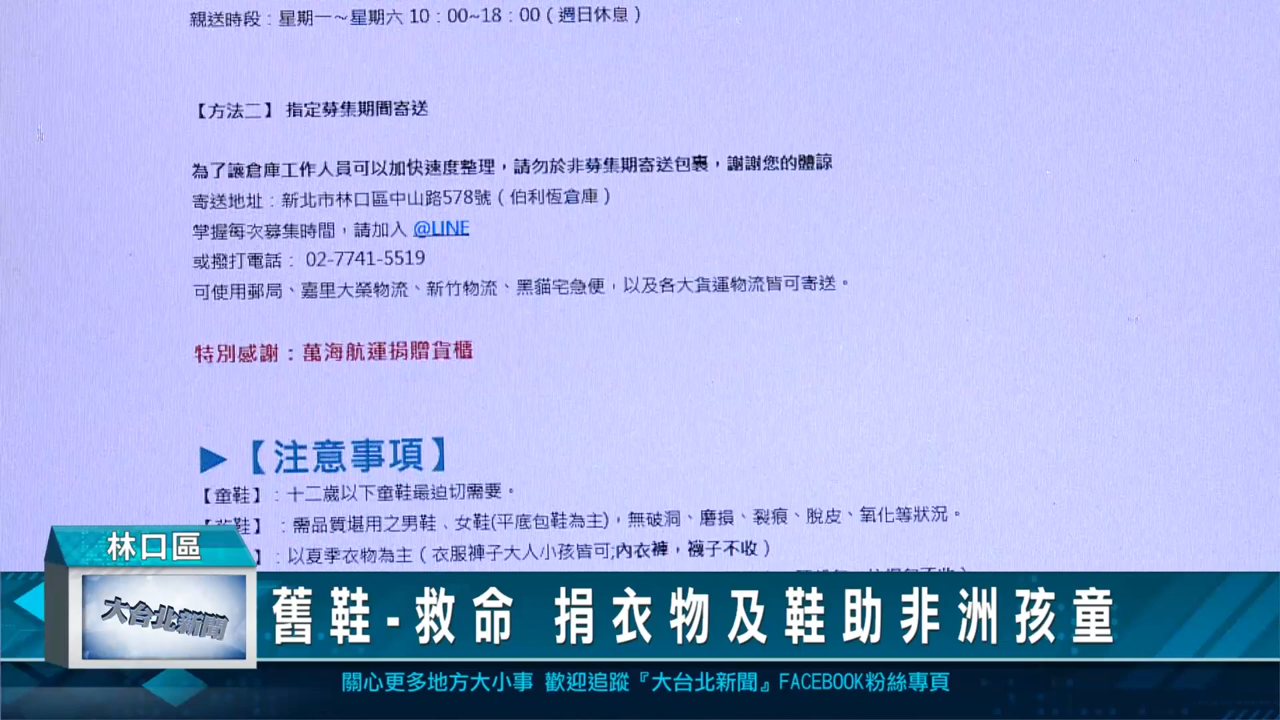 親送時段：星期一～星期六 10：00~18：00（週日休息）
【方法二】 指定募集期間寄送
為了讓倉庫工作人員可以加快速度整理，請勿於非募集期寄送包裹，謝謝您的體諒
寄送地址：新北市林口區中山路578號（伯利恆倉庫）
掌握每次募集時間，請加入 @LINE
或撥打電話： 02-7741-5519
可使用郵局、嘉里大榮物流、新竹物流、黑貓宅急便，以及各大貨運物流皆可寄送。
特別感謝：萬海航運捐贈貨櫃
▶【注意事項】
【童鞋】：十二歲以下童鞋最迫切需要。
鞋】：需品質堪用之男鞋、女鞋(平底包鞋為主)，無破洞、磨損、裂痕、脫皮、氧化等狀況。
】：以夏季衣物為主（衣服褲子大人小孩皆可;內衣褲，襪子不收）
林口區
大台北新聞
舊鞋-救命 捐衣物及鞋助非洲孩童
關心更多地方大小事 歡迎追蹤『大台北新聞』FACEBOOK粉絲專頁